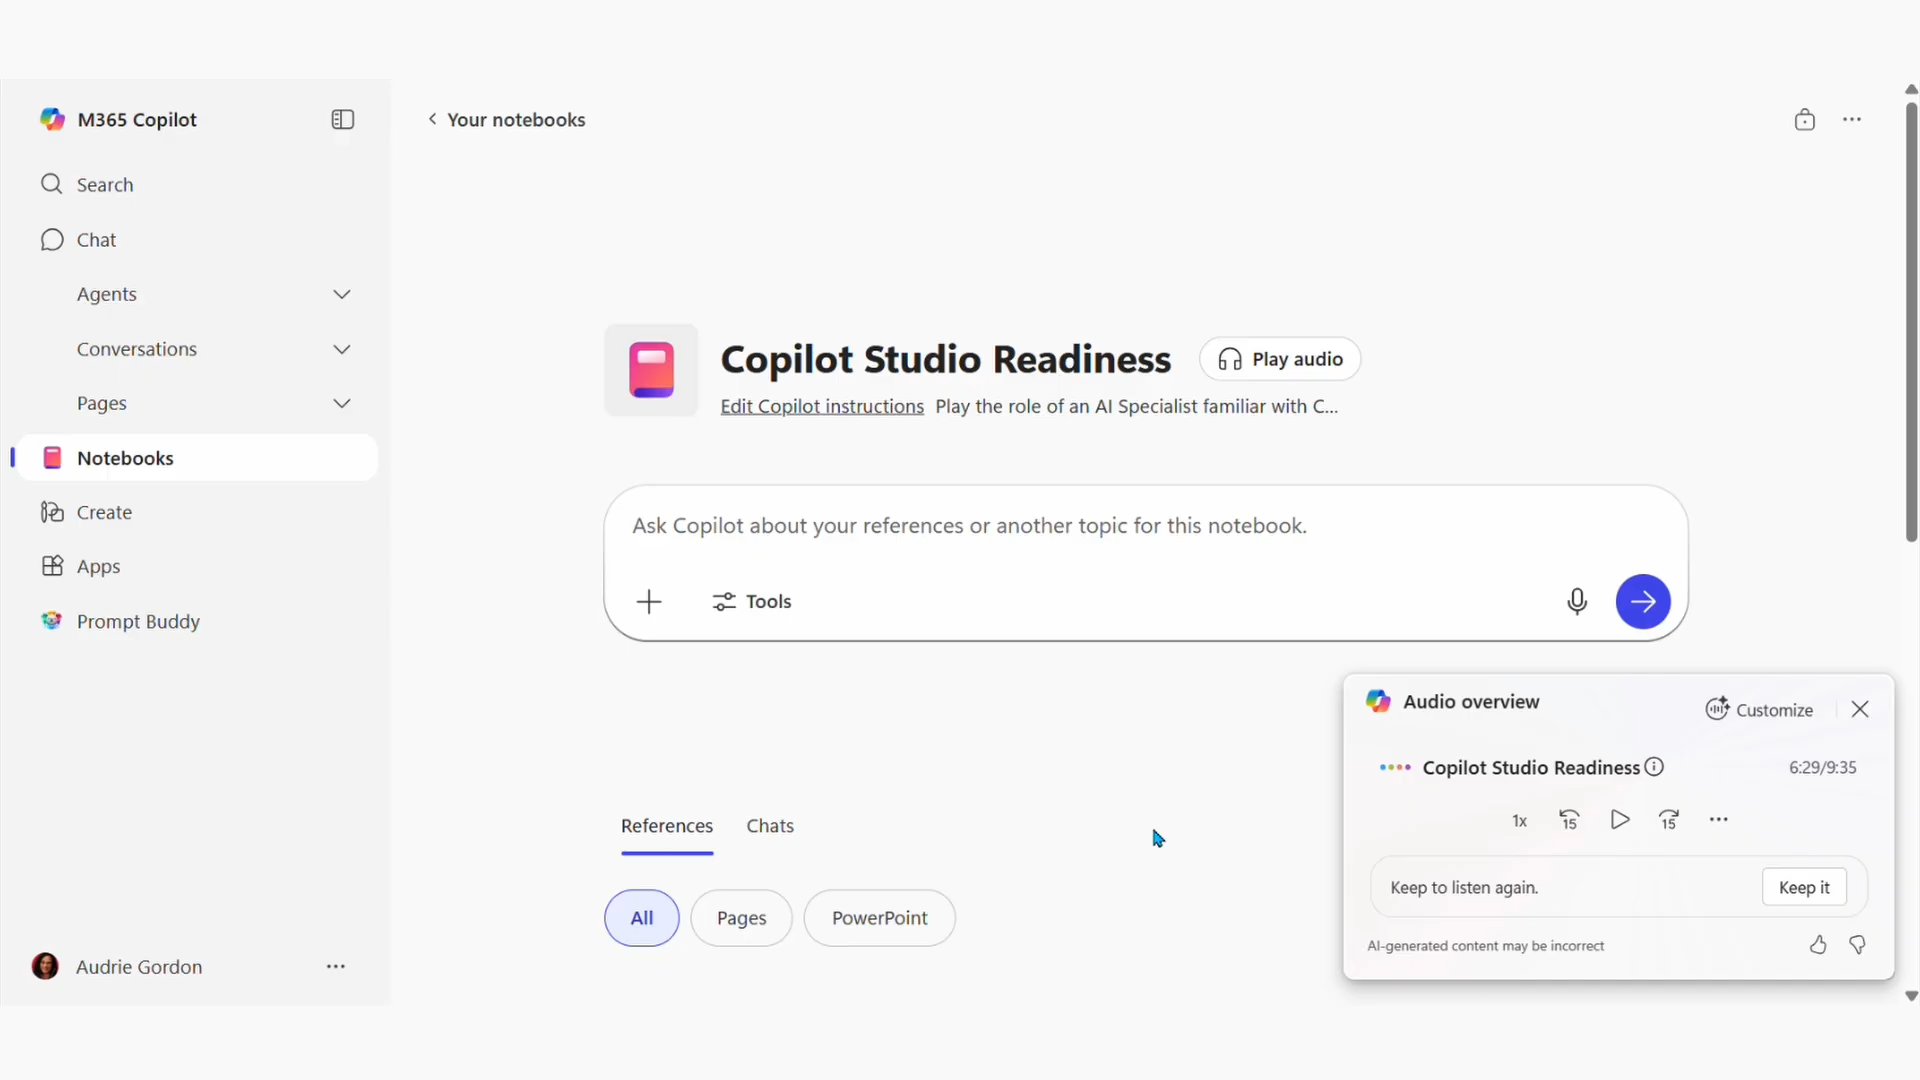 M365 Copilot
Search
Chat
Agents
Conversations
Pages
Notebooks
Create
Apps
Prompt Buddy
Audrie Gordon
Your notebooks
Copilot Studio Readiness
Play audio
Edit Copilot instructions Play the role of an AI Specialist familiar with C...
Ask Copilot about your references or another topic for this notebook.
Tools
References Chats
All Pages PowerPoint
Audio overview
Customize
Copilot Studio Readiness 6:29/9:35
1x 15 15
Keep to listen again. Keep it
AI-generated content may be incorrect